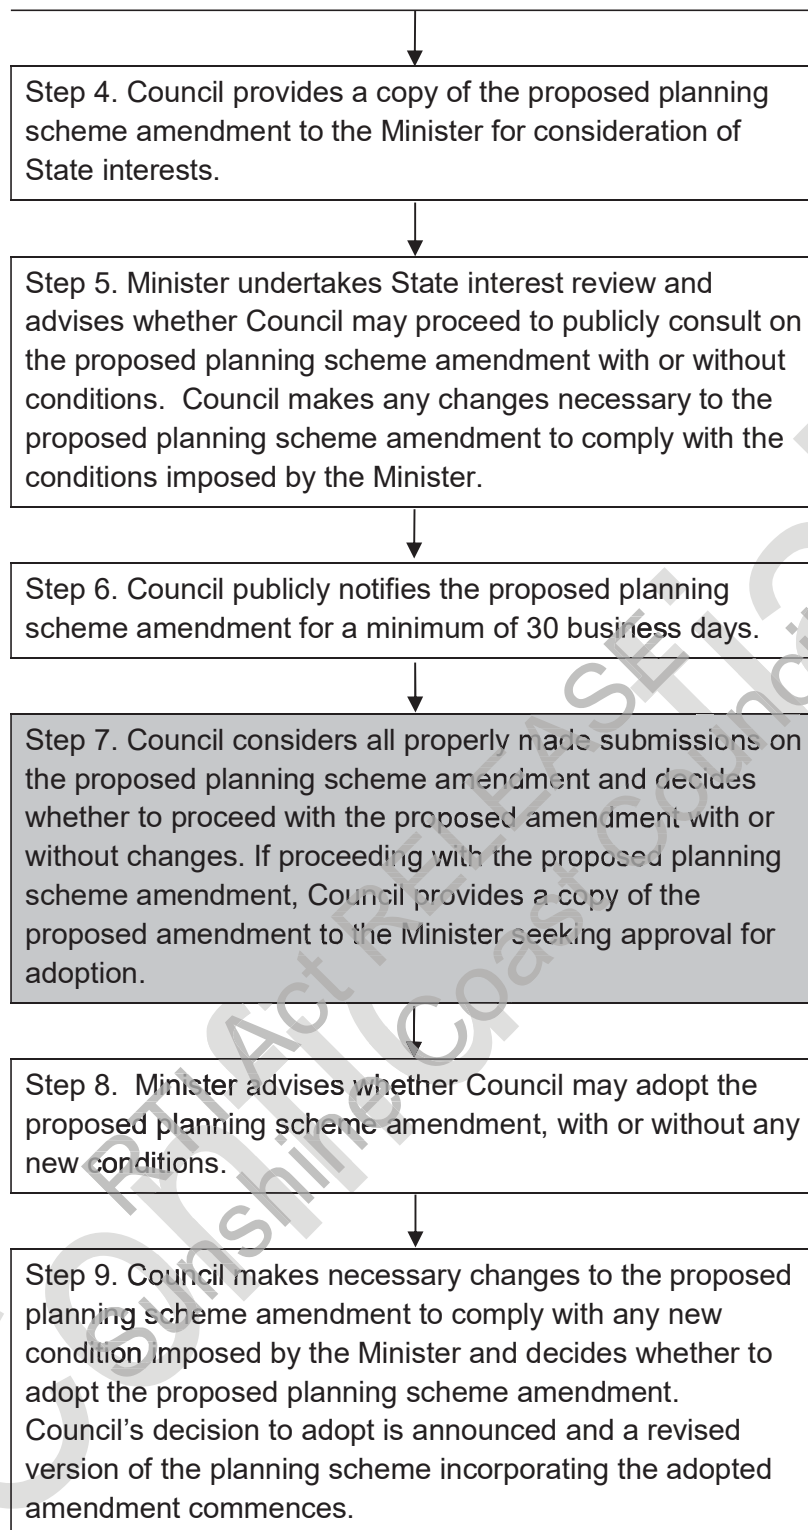 Step 4. Council provides a copy of the proposed planning
scheme amendment to the Minister for consideration of
State interests.
Step 5. Minister undertakes State interest review and
advises whether Council may proceed to publicly consult on
the proposed planning scheme amendment with or without
conditions.  Council makes any changes necessary to the
proposed planning scheme amendment to comply with the
conditions imposed by the Minister.
Step 6. Council publicly notifies the proposed planning
scheme amendment for a minimum of 30 business days.
Step 7. Council considers all properly made submissions on
the proposed planning scheme amendment and decides
whether to proceed with the proposed amendment with or
without changes. If proceeding with the proposed planning
scheme amendment, Council provides a copy of the
proposed amendment to the Minister seeking approval for
adoption.
Step 8.  Minister advises whether Council may adopt the
proposed planning scheme amendment, with or without any
new conditions.
Step 9. Council makes necessary changes to the proposed
planning scheme amendment to comply with any new
condition imposed by the Minister and decides whether to
adopt the proposed planning scheme amendment.
Council’s decision to adopt is announced and a revised
version of the planning scheme incorporating the adopted
amendment commences.
RTI Act RELEASE
Sunshine Coast Council